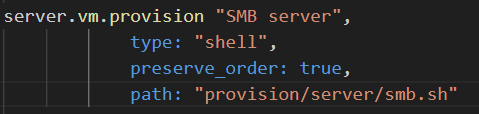 server.vm.provision "SMB server",
type: "shell",
preserve_order: true,
path: "provision/server/smb.sh"